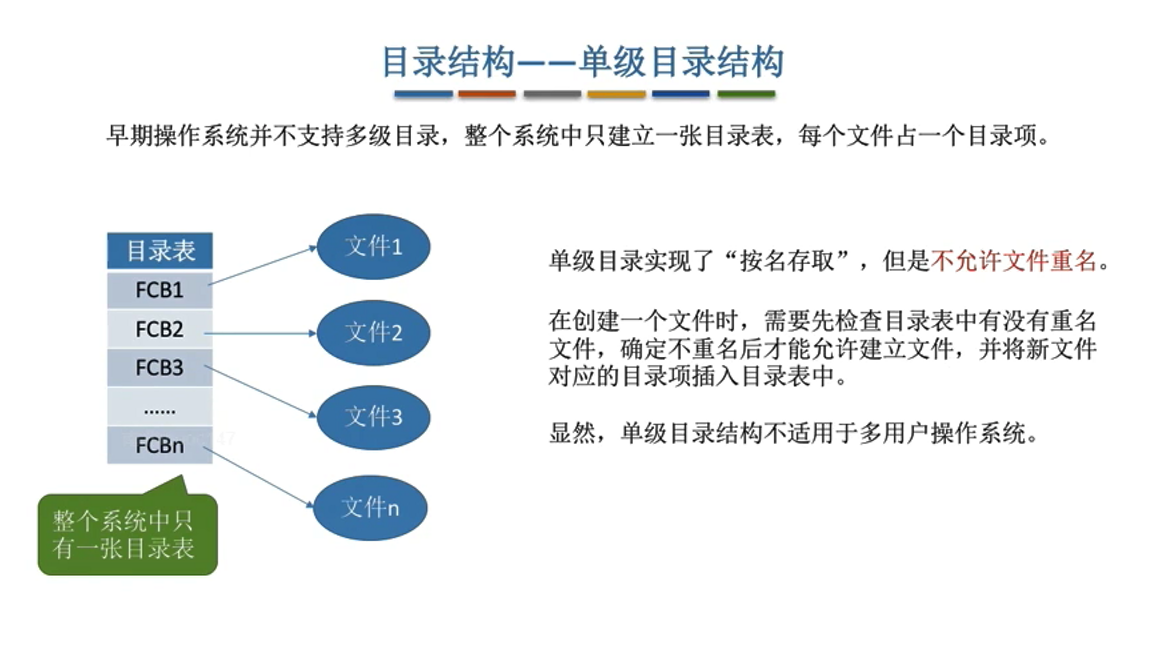 目录结构——单级目录结构
早期操作系统并不支持多级目录，整个系统中只建立一张目录表，每个文件占一个目录项。
目录表
FCB1
FCB2
FCB3
......
FCBn
文件1
文件2
文件3
文件n
整个系统中只
有一张目录表
单级目录实现了“按名存取”，但是不允许文件重名。
在创建一个文件时，需要先检查目录表中有没有重名
文件，确定不重名后才能允许建立文件，并将新文件
对应的目录项插入目录表中。
显然，单级目录结构不适用于多用户操作系统。